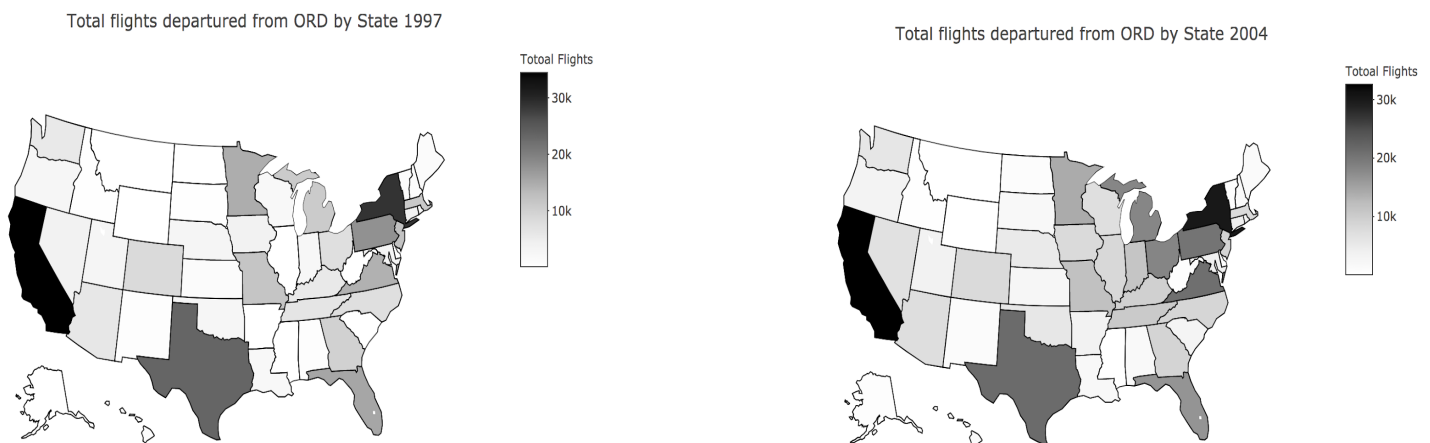 Total flights departured from ORD by State 1997
Totoal Flights
30k
20k
10k
Total flights departured from ORD by State 2004
Totoal Flights
30k
20k
10k